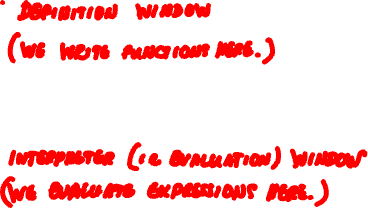 DEFINITION WINDOW
(WE WRITE FUNCTIONS HERE.)
INTERPRETER (i.e. EVALUATION) WINDOW
(WE EVALUATE EXPRESSIONS HERE.)